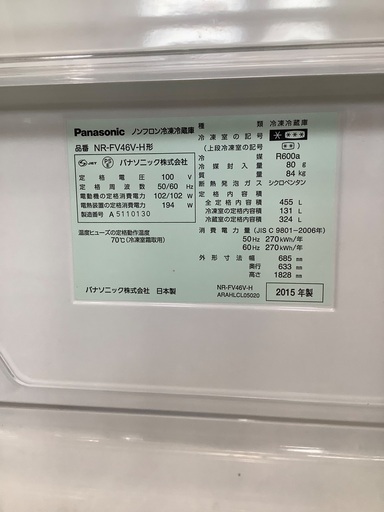 Panasonic ノンフロン冷凍冷蔵庫
品番 NR-FV46V-H形
JET PS E パナソニック株式会社
定格電圧 100 V
定格周波数 50/60 Hz
電動機の定格消費電力 102/102 W
電熱装置の定格消費電力 194 W
製造番号 A 5110130
温度ヒューズの定格動作温度
70℃(冷凍室霜取用)
パナソニック株式会社 日本製
種類 冷凍冷蔵庫
冷凍室の記号
(上段冷凍室の記号)
冷媒 R600a
冷媒封入量 80 g
質量 84 kg
断熱発泡ガス シクロペンタン
定格内容積
全定格内容積 455 L
冷凍室の定格内容積 131 L
冷蔵室の定格内容積 324 L
消費電力量 (JIS C 9801-2006年)
50Hz 270 kWh/年
60Hz 270 kWh/年
外形寸法 幅 685 mm
奥行 633 mm
高さ 1828 mm
NR-FV46V-H
ARAHLCL05020
2015 年製